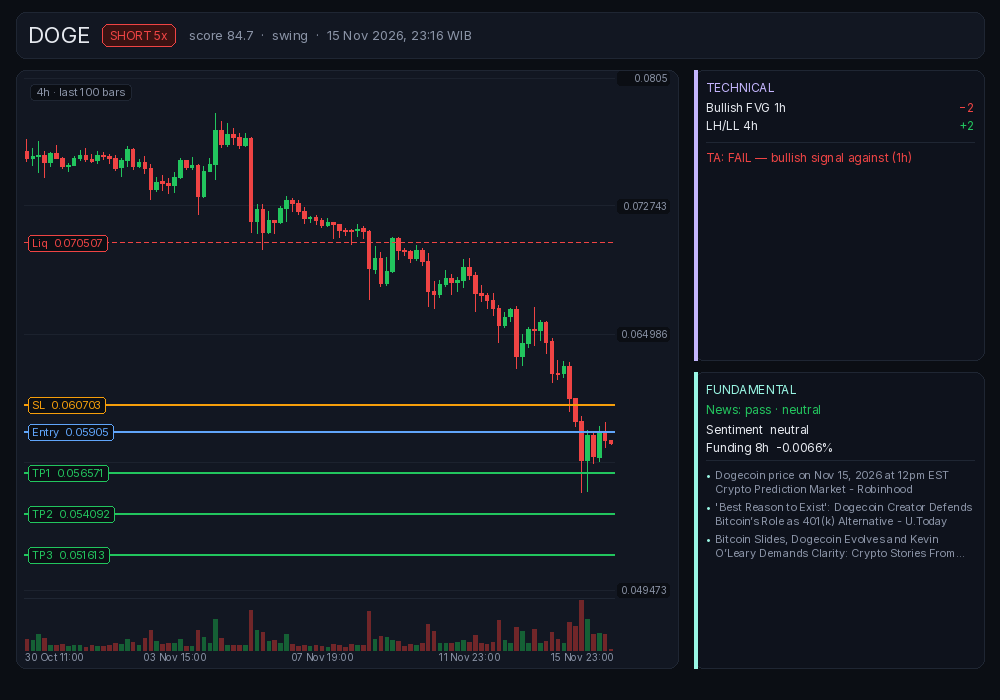 DOGE SHORT 5x score 84.7 · swing · 15 Nov 2026, 23:16 WIB
4h · last 100 bars
0.0805
0.072743
Liq 0.070507
0.064986
SL 0.060703
Entry 0.05905
TP1 0.056571
TP2 0.054092
TP3 0.051613
0.049473
30 Oct 11:00 03 Nov 15:00 07 Nov 19:00 11 Nov 23:00 15 Nov 23:00
TECHNICAL
Bullish FVG 1h −2
LH/LL 4h +2
TA: FAIL — bullish signal against (1h)
FUNDAMENTAL
News: pass · neutral
Sentiment neutral
Funding 8h -0.0066%
• Dogecoin price on Nov 15, 2026 at 12pm EST
Crypto Prediction Market - Robinhood
• 'Best Reason to Exist': Dogecoin Creator Defends
Bitcoin's Role as 401(k) Alternative - U.Today
• Bitcoin Slides, Dogecoin Evolves and Kevin
O'Leary Demands Clarity: Crypto Stories From…